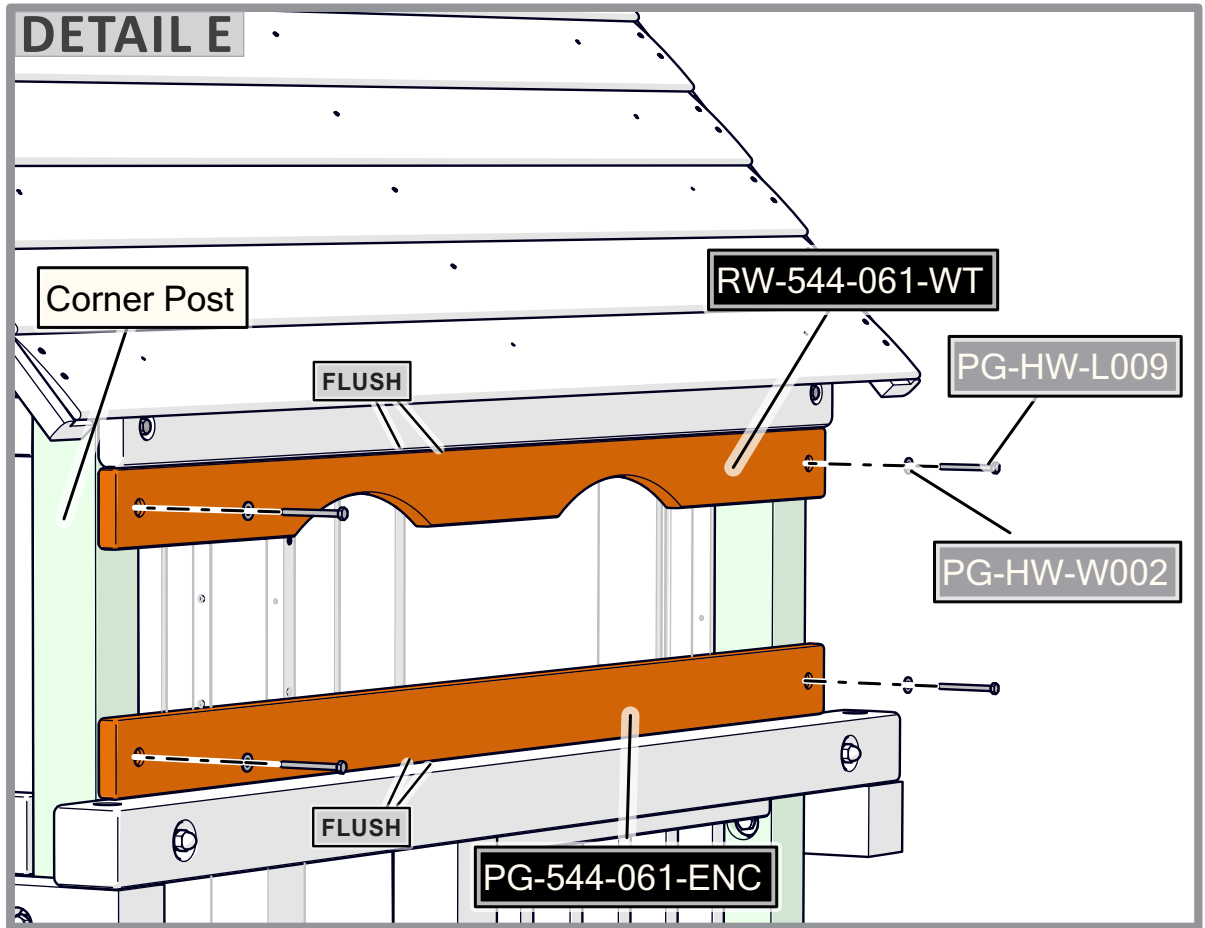 DETAIL E
RW-544-061-WT
Corner Post
PG-HW-L009
FLUSH
PG-HW-W002
FLUSH
PG-544-061-ENC